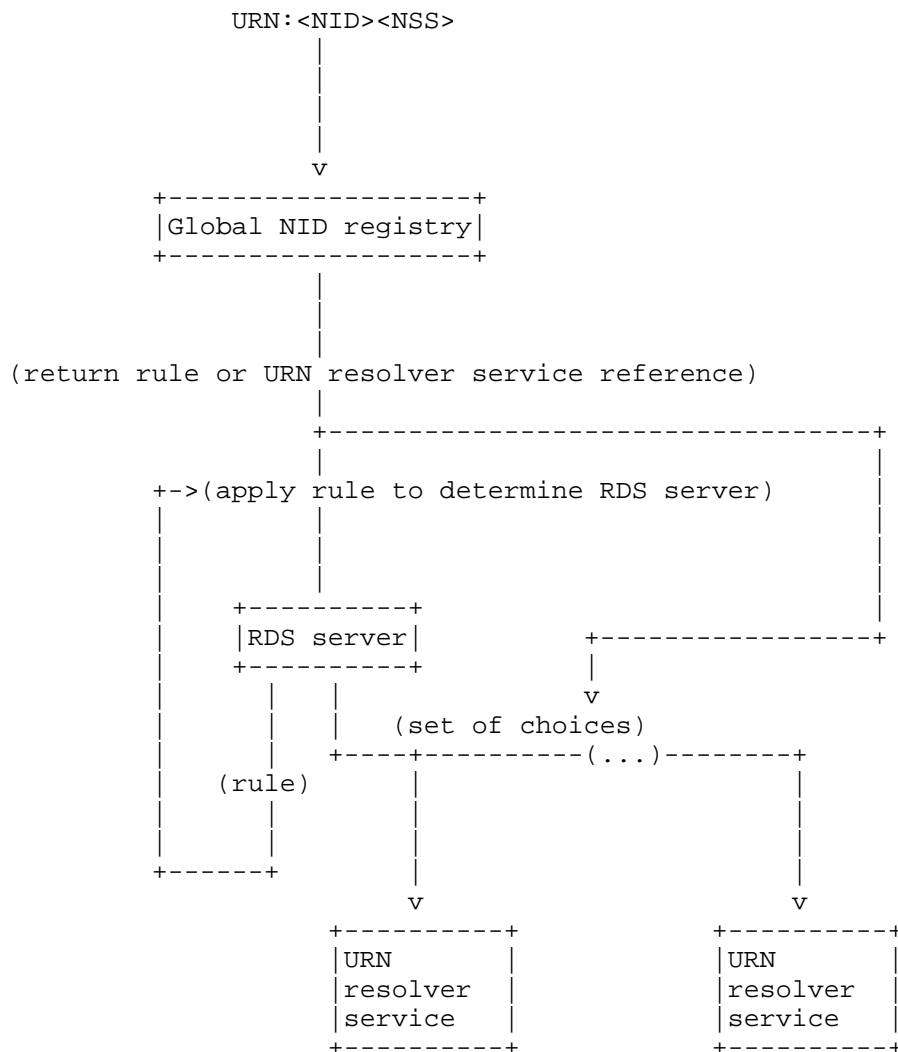 URN:<NID><NSS>
Global NID registry
(return rule or URN resolver service reference)
(apply rule to determine RDS server)
RDS server
(set of choices)
(...)
(rule)
URN
resolver
service
URN
resolver
service